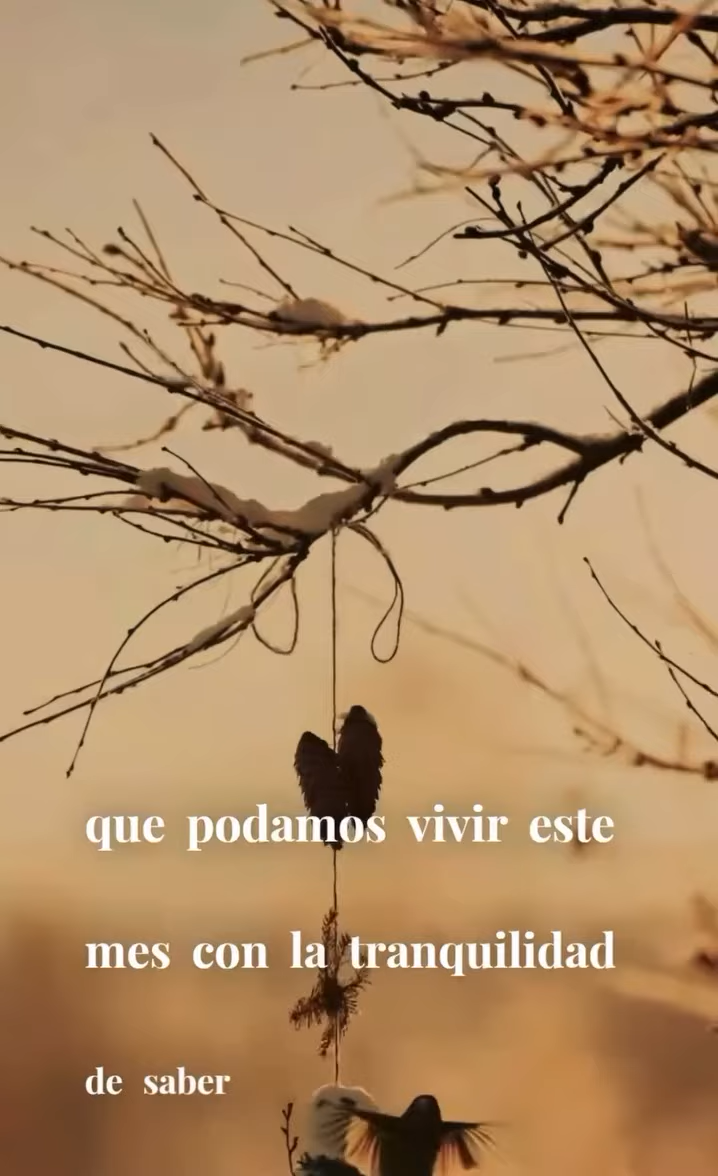 que podamos vivir este
mes con la tranquilidad
de saber